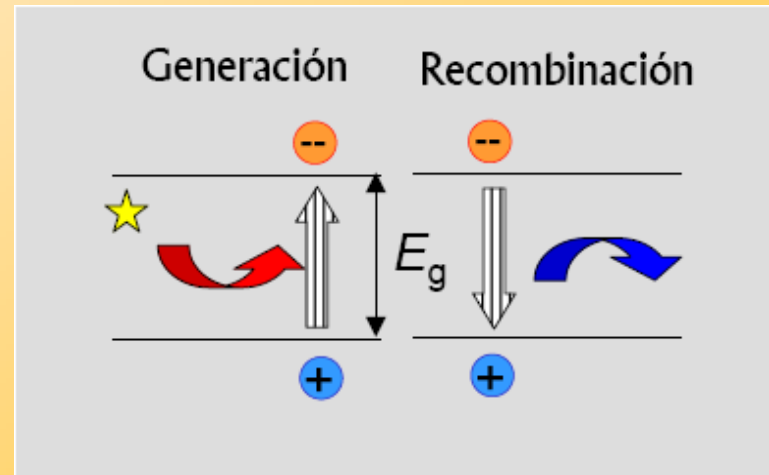 Generación Recombinación
-- --
Eg
+ +